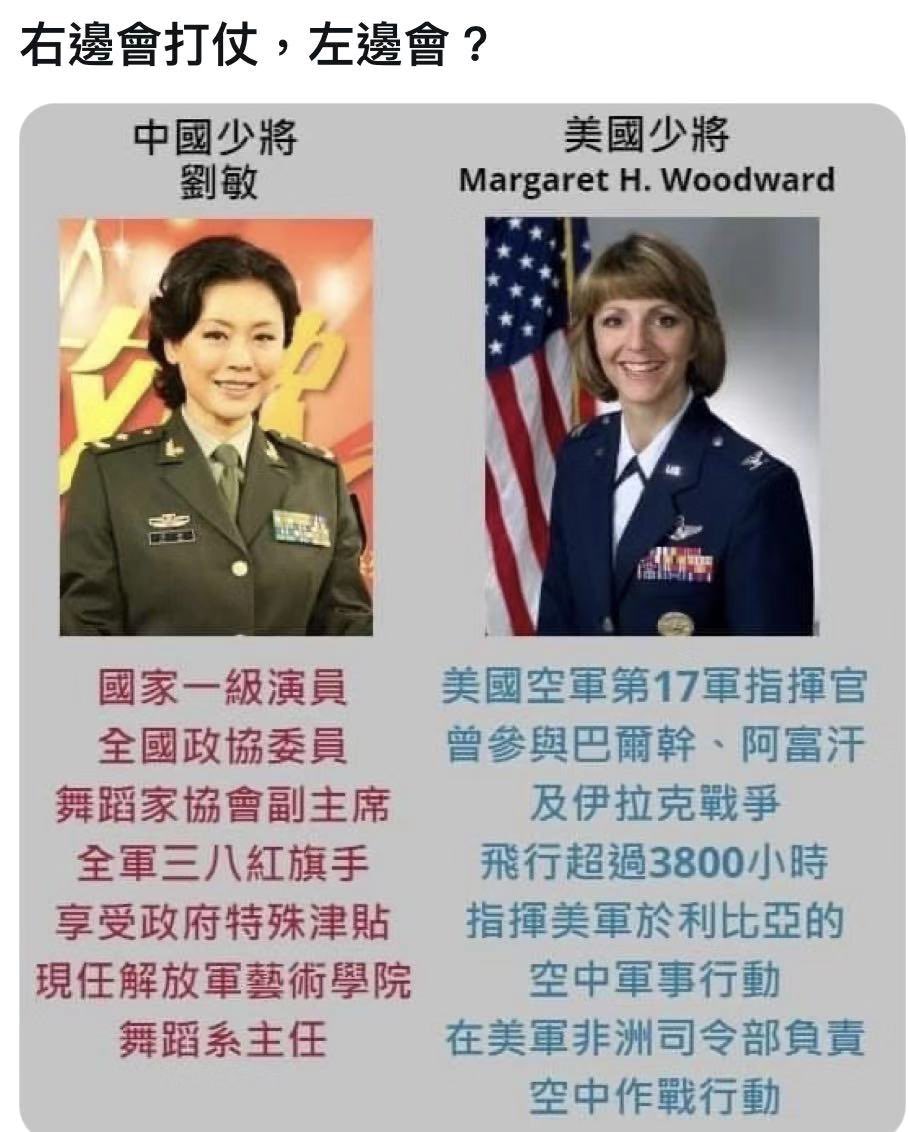 右邊會打仗，左邊會？
中國少將
劉敏
美國少將
Margaret H. Woodward
國家一級演員
全國政協委員
舞蹈家協會副主席
全軍三八紅旗手
享受政府特殊津貼
現任解放軍藝術學院
舞蹈系主任
美國空軍第17軍指揮官
曾參與巴爾幹、阿富汗
及伊拉克戰爭
飛行超過3800小時
指揮美軍於利比亞的
空中軍事行動
在美軍非洲司令部負責
空中作戰行動